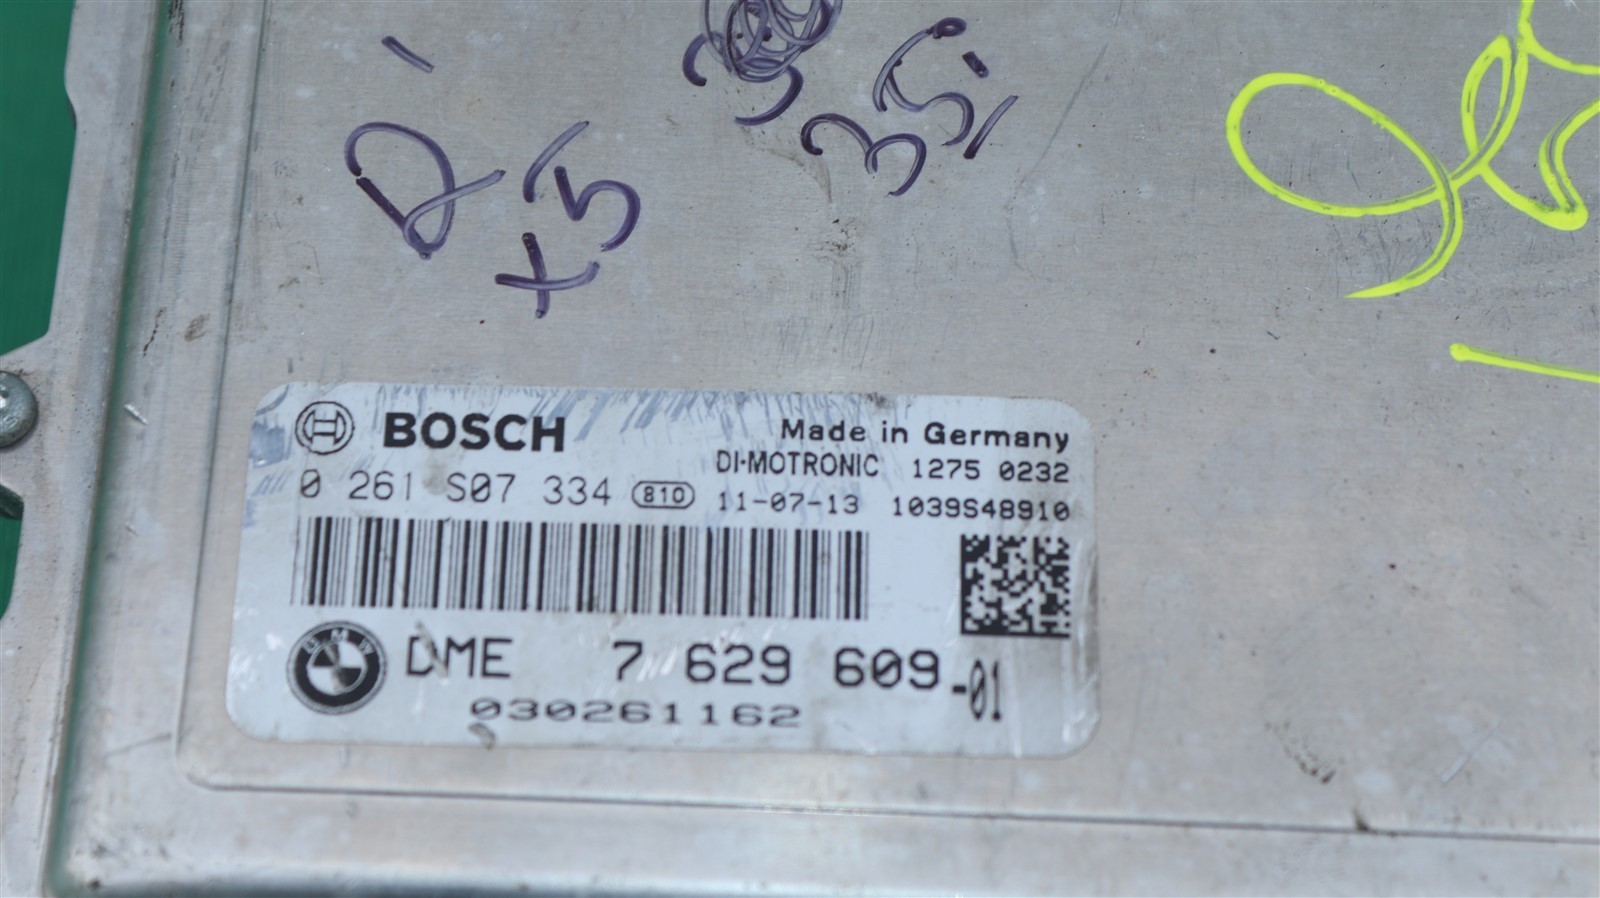 X5
35i
BOSCH
Made in Germany
DI-MOTRONIC 1275 0232
0 261 S07 334 810 11-07-13 1039S48910
BMW DME 7 629 609-01
030261162